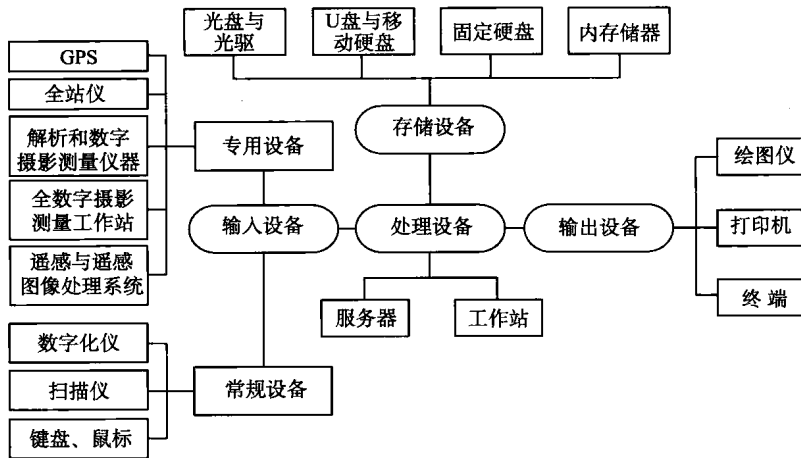 光盘与
光驱
U盘与移
动硬盘
固定硬盘
内存储器
GPS
全站仪
解析和数字
摄影测量仪器
全数字摄影
测量工作站
遥感与遥感
图像处理系统
专用设备
存储设备
输入设备
处理设备
输出设备
绘图仪
打印机
终 端
服务器
工作站
数字化仪
扫描仪
键盘、鼠标
常规设备